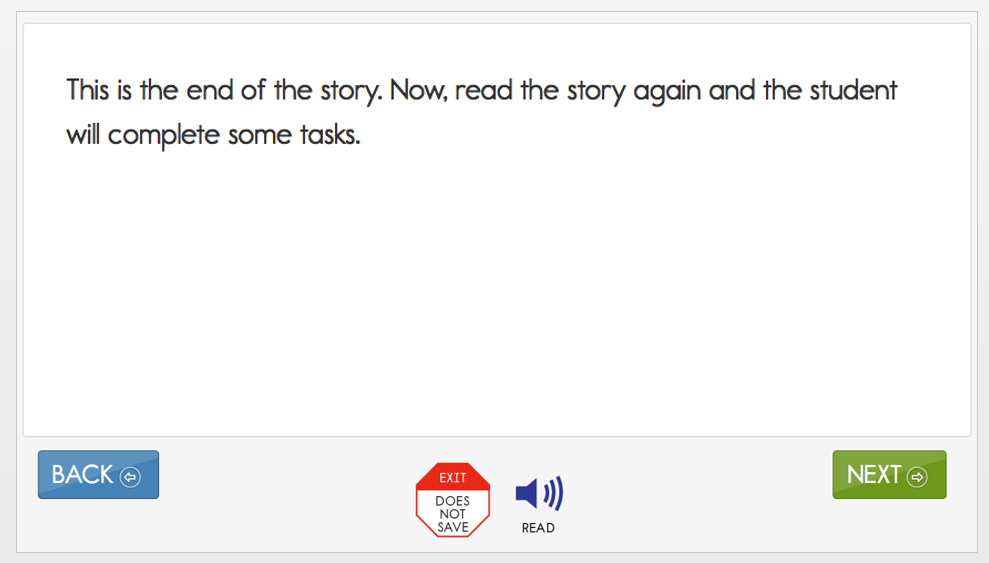 This is the end of the story. Now, read the story again and the student
will complete some tasks.
BACK
EXIT
DOES
NOT
SAVE
READ
NEXT